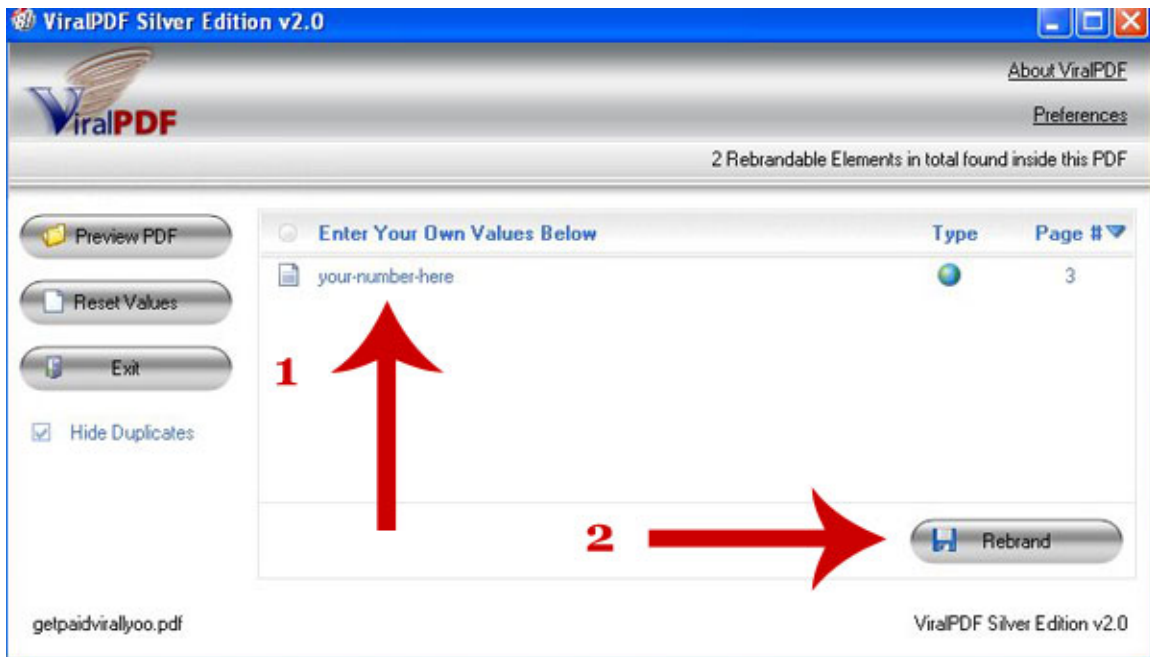 ViralPDF Silver Edition v2.0
About ViralPDF
ViralPDF
Preferences
2 Rebrandable Elements in total found inside this PDF
Preview PDF
Reset Values
Exit
Hide Duplicates
Enter Your Own Values Below Type Page #
your-number-here 3
1
2
Rebrand
getpaidvirallyoo.pdf
ViralPDF Silver Edition v2.0